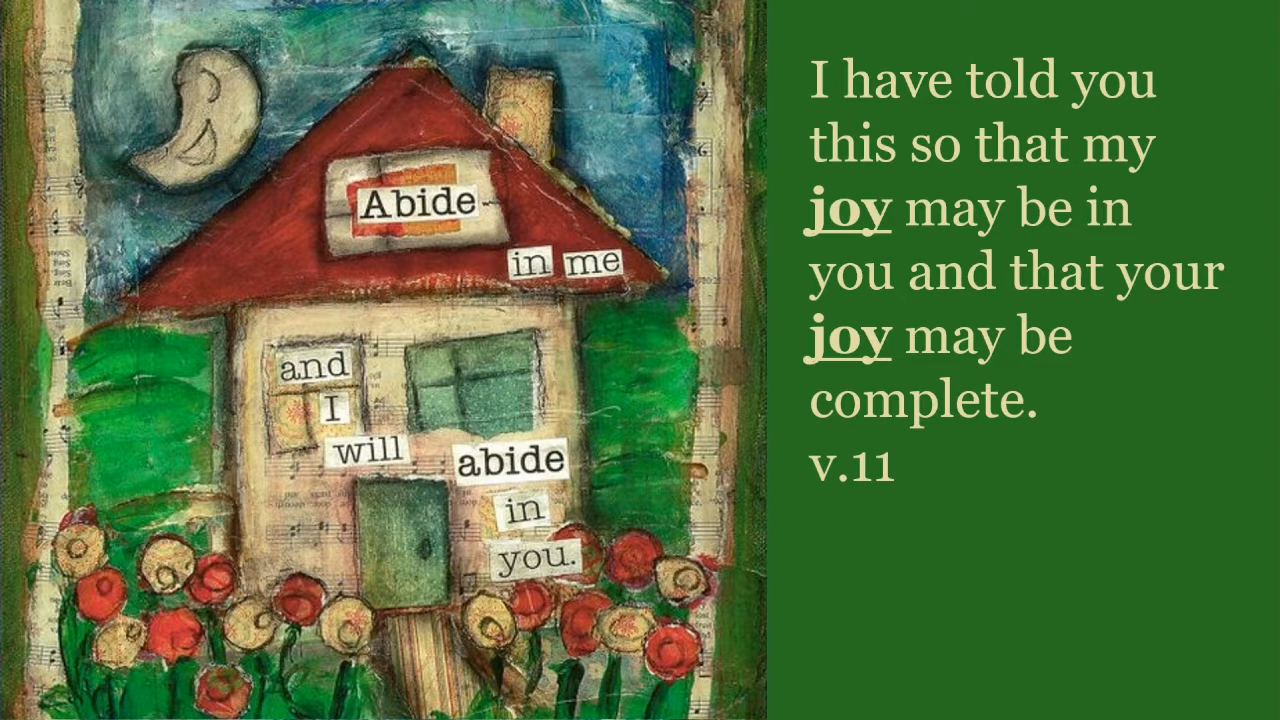 Abide
in me
and
I
will
abide
in
you.
I have told you
this so that my
joy may be in
you and that your
joy may be
complete.
v.11